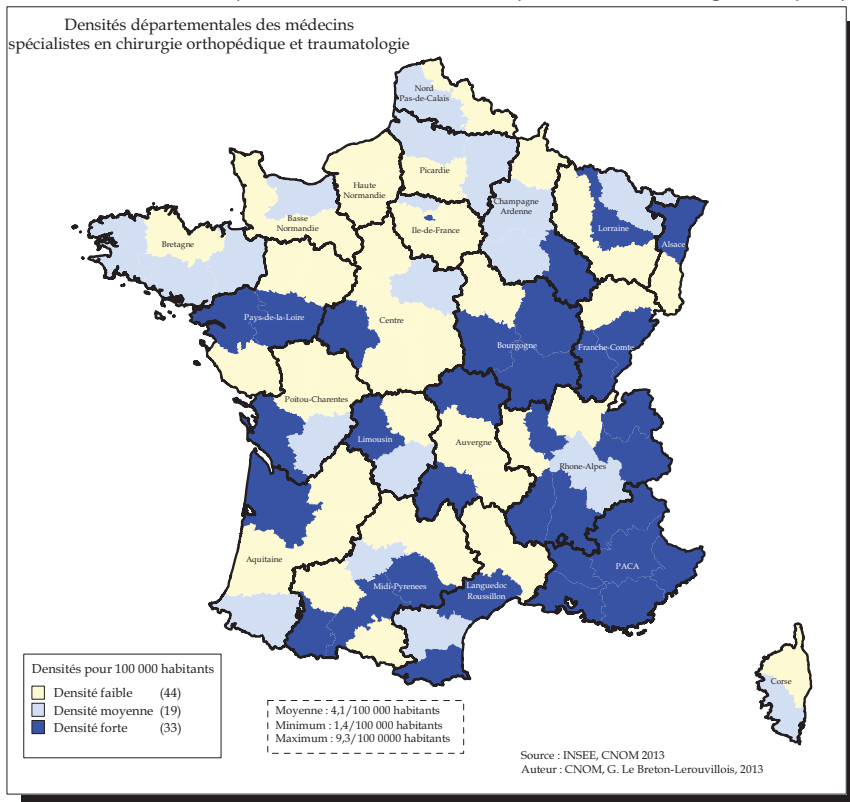 Densités départementales des médecins
spécialistes en chirurgie orthopédique et traumatologie
Nord
Pas-de-Calais
Picardie
Haute
Normandie
Basse
Normandie
Ile-de-France
Champagne
Ardenne
Lorraine
Alsace
Bretagne
Pays-de-la-Loire
Centre
Bourgogne
Franche-Comte
Poitou-Charentes
Limousin
Auvergne
Rhone-Alpes
Aquitaine
Midi-Pyrenees
Languedoc
Roussillon
PACA
Corse
Densités pour 100 000 habitants
Densité faible (44)
Densité moyenne (19)
Densité forte (33)
Moyenne : 4,1/100 000 habitants
Minimum : 1,4/100 000 habitants
Maximum : 9,3/100 0000 habitants
Source : INSEE, CNOM 2013
Auteur : CNOM, G. Le Breton-Lerouvillois, 2013